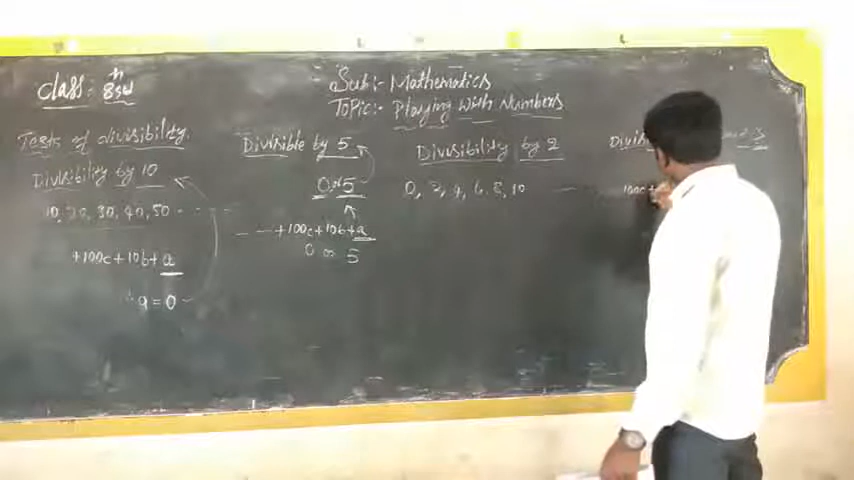 class: 8th
Sub:- Mathematics
Topic:- Playing with Numbers
Tests of divisibility
Divisibility by 10
10, 20, 30, 40, 50 - - - -
+100c+10b+a
∴ a = 0
Divisible by 5
0 or 5
- - - +100c+10b+a
0 or 5
Divisibility by 2
0, 2, 4, 6, 8, 10 ---
100c+